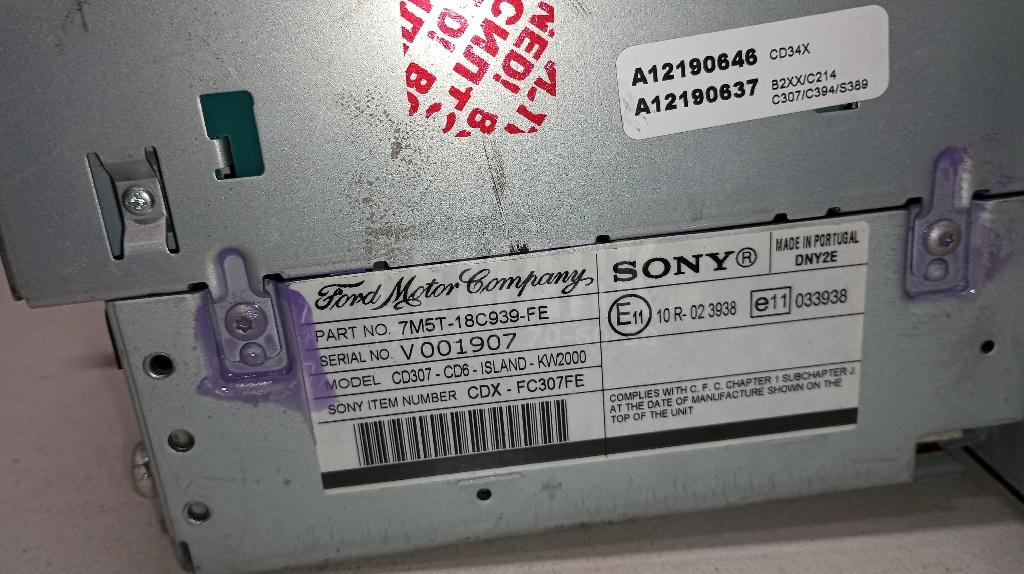 A12190646 CD34X
A12190637 B2XX/C214
C307/C394/S389
Ford Motor Company
PART NO. 7M5T-18C939-FE
SERIAL NO. V001907
MODEL CD307 - CD6 - ISLAND - KW2000
SONY ITEM NUMBER CDX - FC307FE
SONY®
MADE IN PORTUGAL
DNY2E
E11 10 R- 02 3938 e11 033938
COMPLIES WITH C. F. C. CHAPTER 1 SUBCHAPTER J.
AT THE DATE OF MANUFACTURE SHOWN ON THE
TOP OF THE UNIT